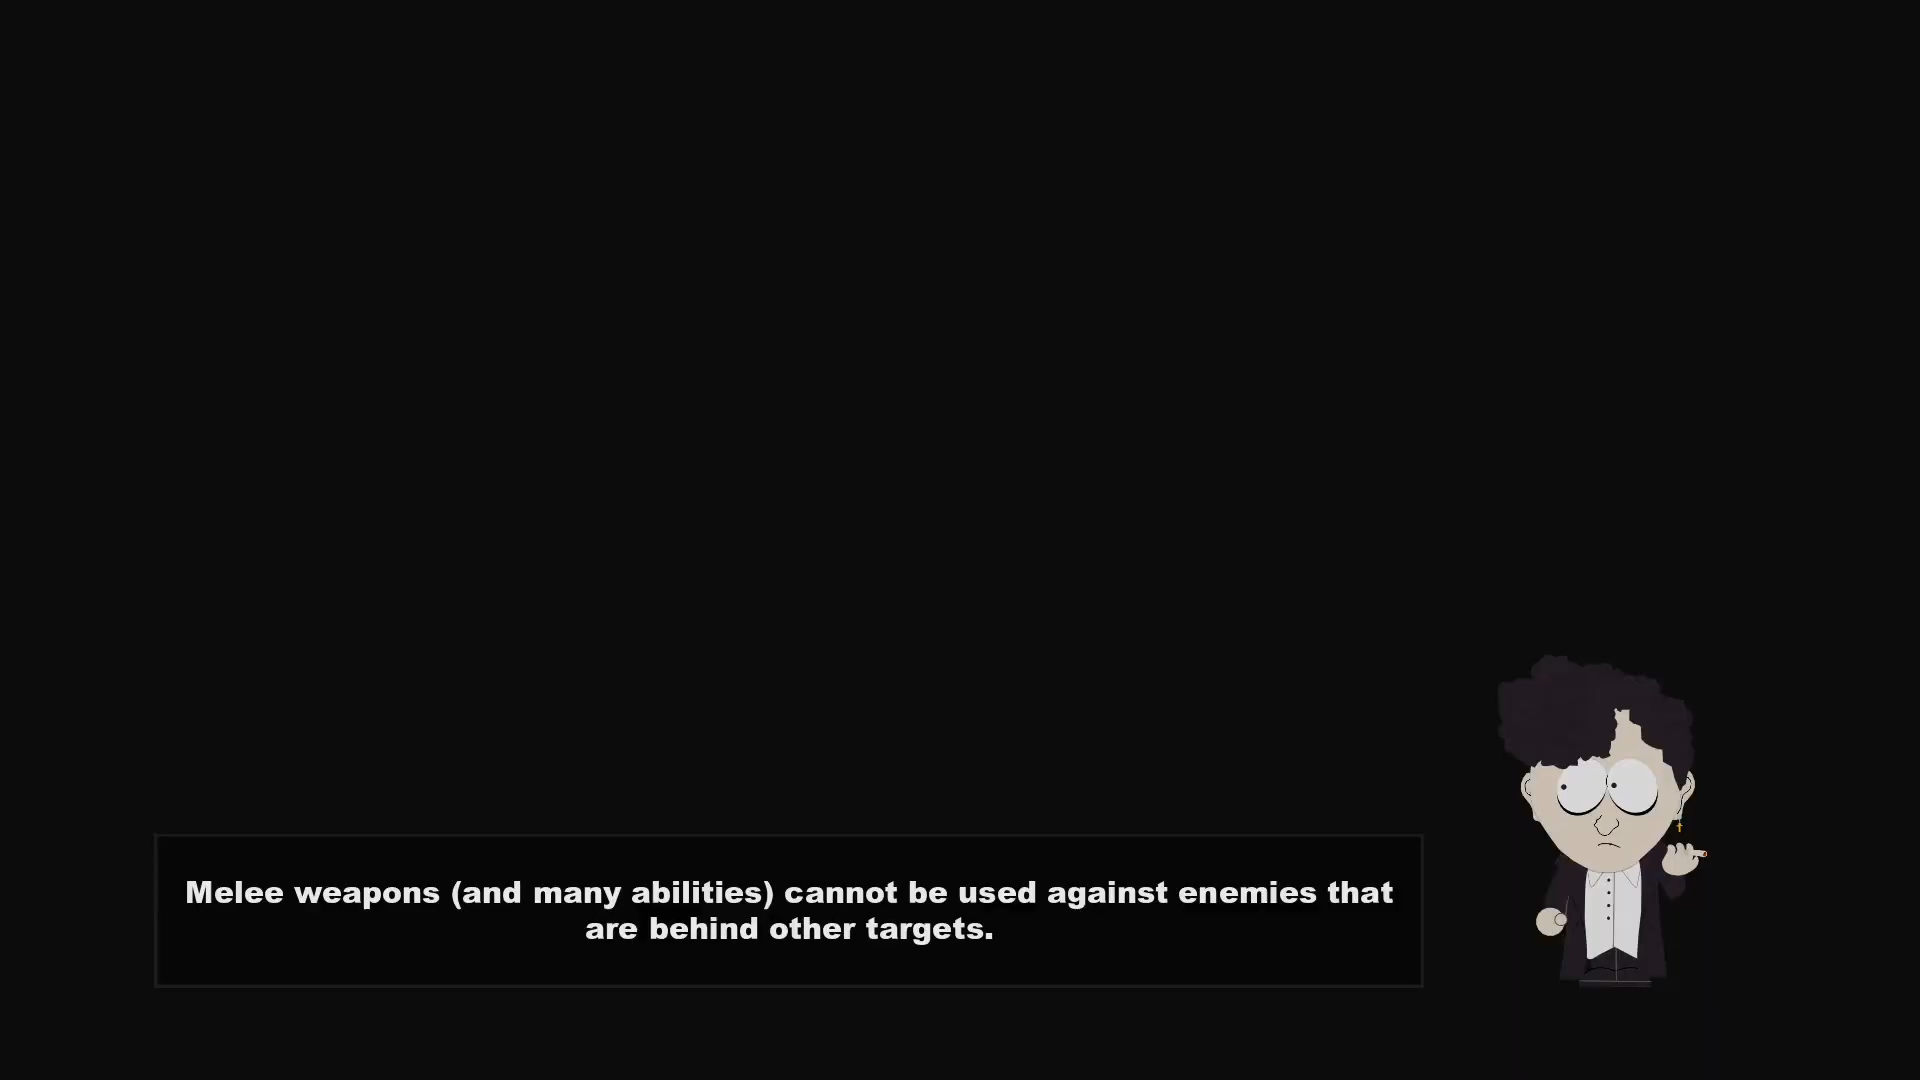 Melee weapons (and many abilities) cannot be used against enemies that
are behind other targets.